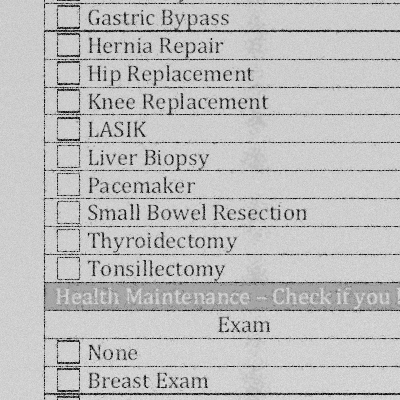 Gastric Bypass
Hernia Repair
Hip Replacement
Knee Replacement
LASIK
Liver Biopsy
Pacemaker
Small Bowel Resection
Thyroidectomy
Tonsillectomy
Health Maintenance – Check if you
Exam
None
Breast Exam